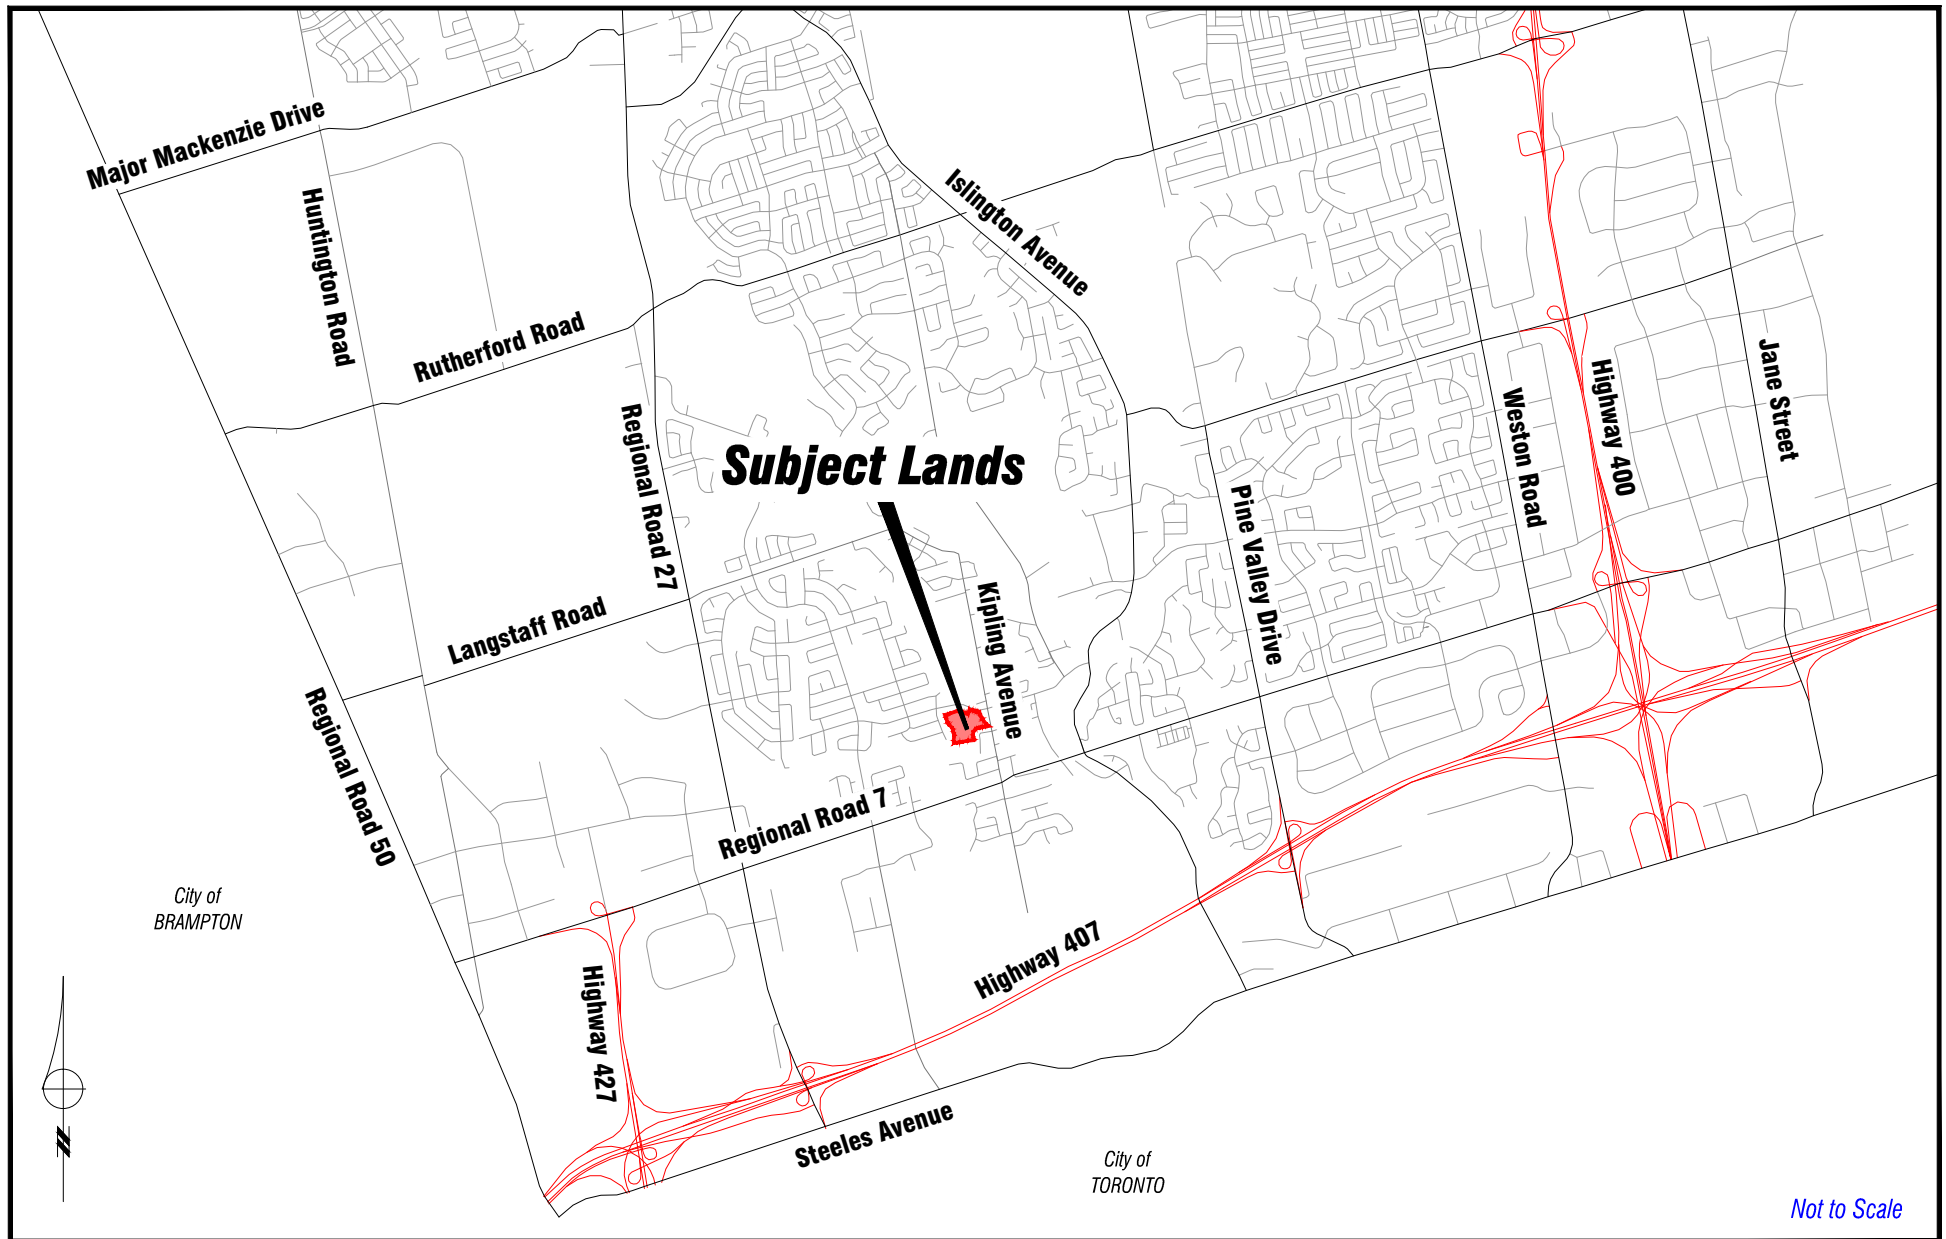 Major Mackenzie Drive
Huntington Road
Islington Avenue
Rutherford Road
Regional Road 27
Subject Lands
Highway 400
Jane Street
Weston Road
Pine Valley Drive
Kipling Avenue
Langstaff Road
Regional Road 50
Regional Road 7
City of
BRAMPTON
Highway 407
Highway 427
Steeles Avenue
City of
TORONTO
N
Not to Scale